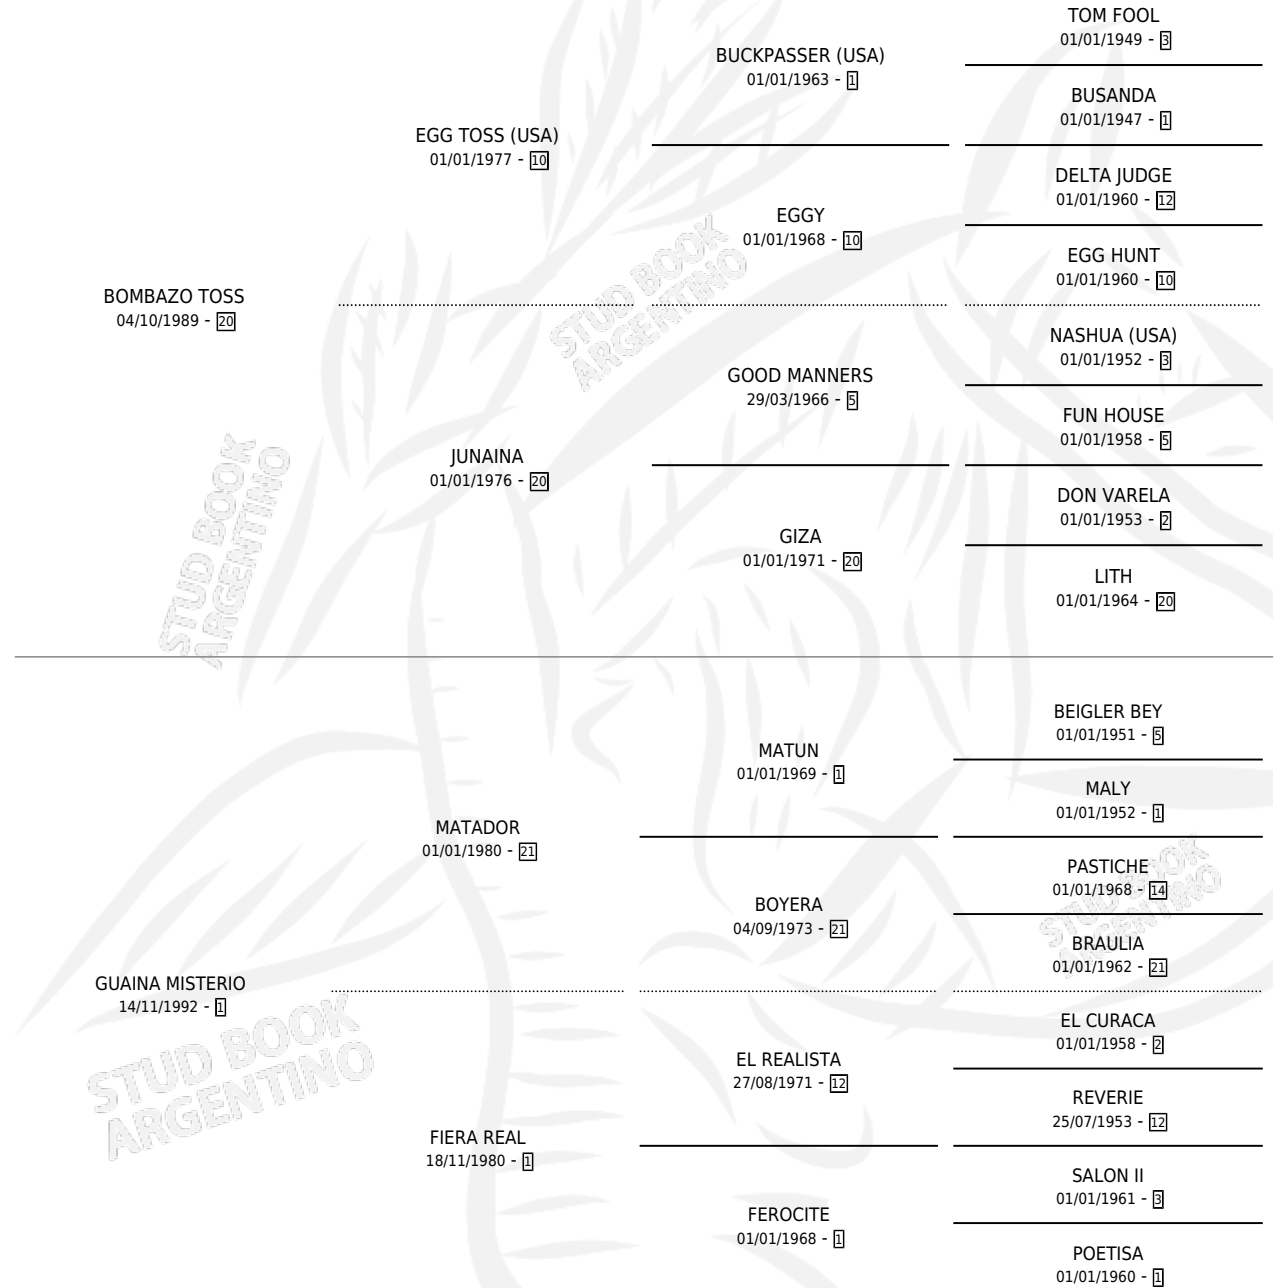 TOM FOOL
01/01/1949 - 3
BUCKPASSER (USA)
01/01/1963 - 1
BUSANDA
01/01/1947 - 1
EGG TOSS (USA)
01/01/1977 - 10
DELTA JUDGE
01/01/1960 - 12
EGGY
01/01/1968 - 10
EGG HUNT
01/01/1960 - 10
BOMBAZO TOSS
04/10/1989 - 20
STUD BOOK
ARGENTINO
NASHUA (USA)
01/01/1952 - 3
GOOD MANNERS
29/03/1966 - 5
FUN HOUSE
01/01/1958 - 5
JUNAINA
01/01/1976 - 20
DON VARELA
01/01/1953 - 2
GIZA
01/01/1971 - 20
LITH
01/01/1964 - 20
STUD BOOK
ARGENTINO
BEIGLER BEY
01/01/1951 - 5
MATUN
01/01/1969 - 1
MALY
01/01/1952 - 1
MATADOR
01/01/1980 - 21
PASTICHE
01/01/1968 - 14
BOYERA
04/09/1973 - 21
BRAULIA
01/01/1962 - 21
STUD BOOK
ARGENTINO
GUAINA MISTERIO
14/11/1992 - 1
EL CURACA
01/01/1958 - 2
EL REALISTA
27/08/1971 - 12
REVERIE
25/07/1953 - 12
STUD BOOK
ARGENTINO
FIERA REAL
18/11/1980 - 1
SALON II
01/01/1961 - 3
FEROCITE
01/01/1968 - 1
POETISA
01/01/1960 - 1